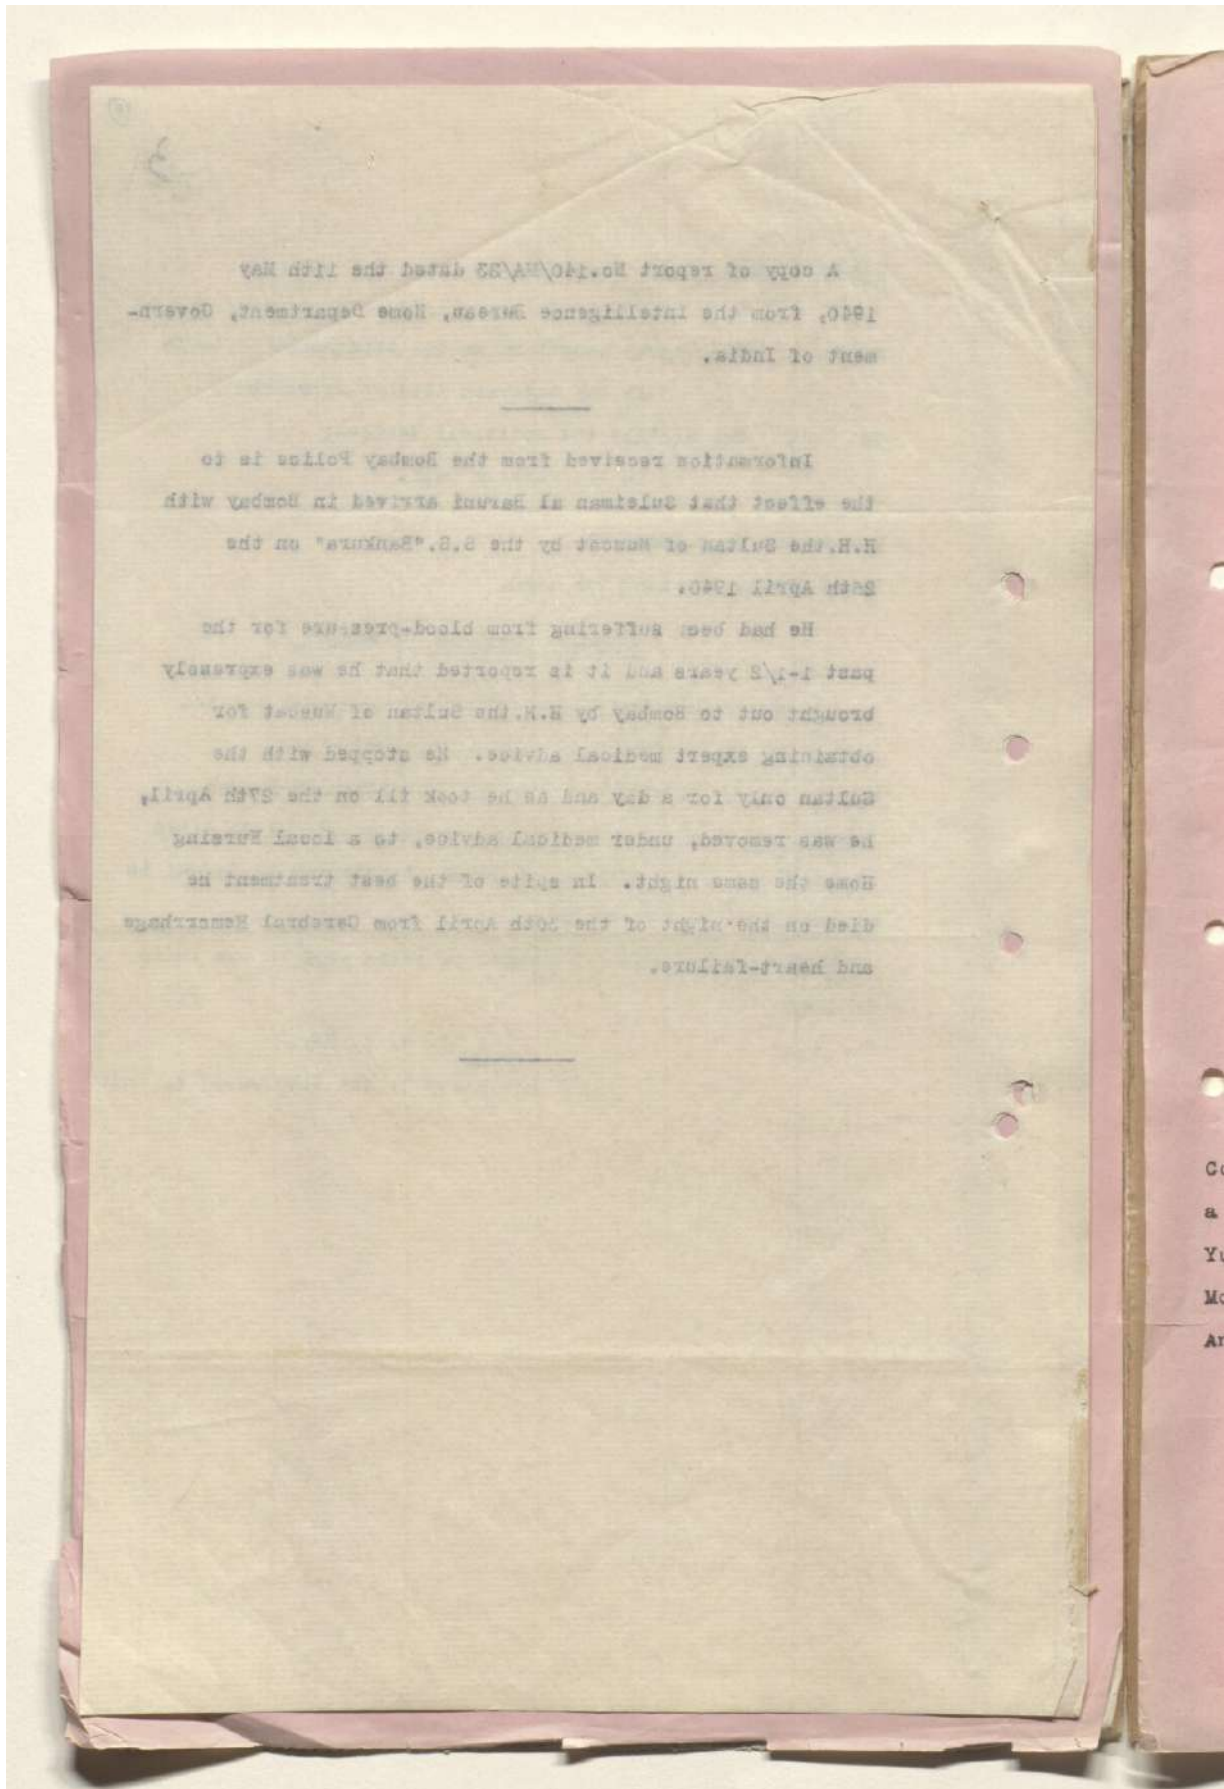 3
A copy of report No.140/MA/33 dated the 11th May
1940, from the Intelligence Bureau, Home Department, Govern-
ment of India.
Information received from the Bombay Police is to
the effect that Suleiman al Baruni arrived in Bombay with
H.H.the Sultan of Muscat by the S.S."Bankura" on the
26th April 1940.
He had been suffering from blood-pressure for the
past 1-1/2 years and it is reported that he was expressly
brought out to Bombay by H.H.the Sultan of Muscat for
obtaining expert medical advice. He stopped with the
Sultan only for a day and as he took ill on the 27th April,
he was removed, under medical advice, to a local Nursing
Home the same night. In spite of the best treatment he
died on the night of the 30th April from Cerebral Hemorrhage
and heart-failure.
Co
a
Yu
Mo
An